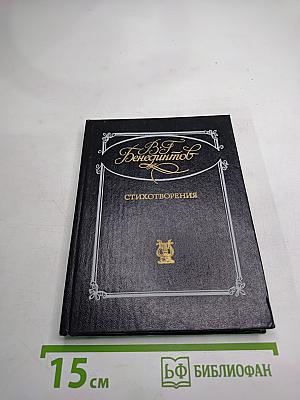 В Г
Бенедиктов
СТИХОТВОРЕНИЯ
15 см
БФ БИБЛИОФАН